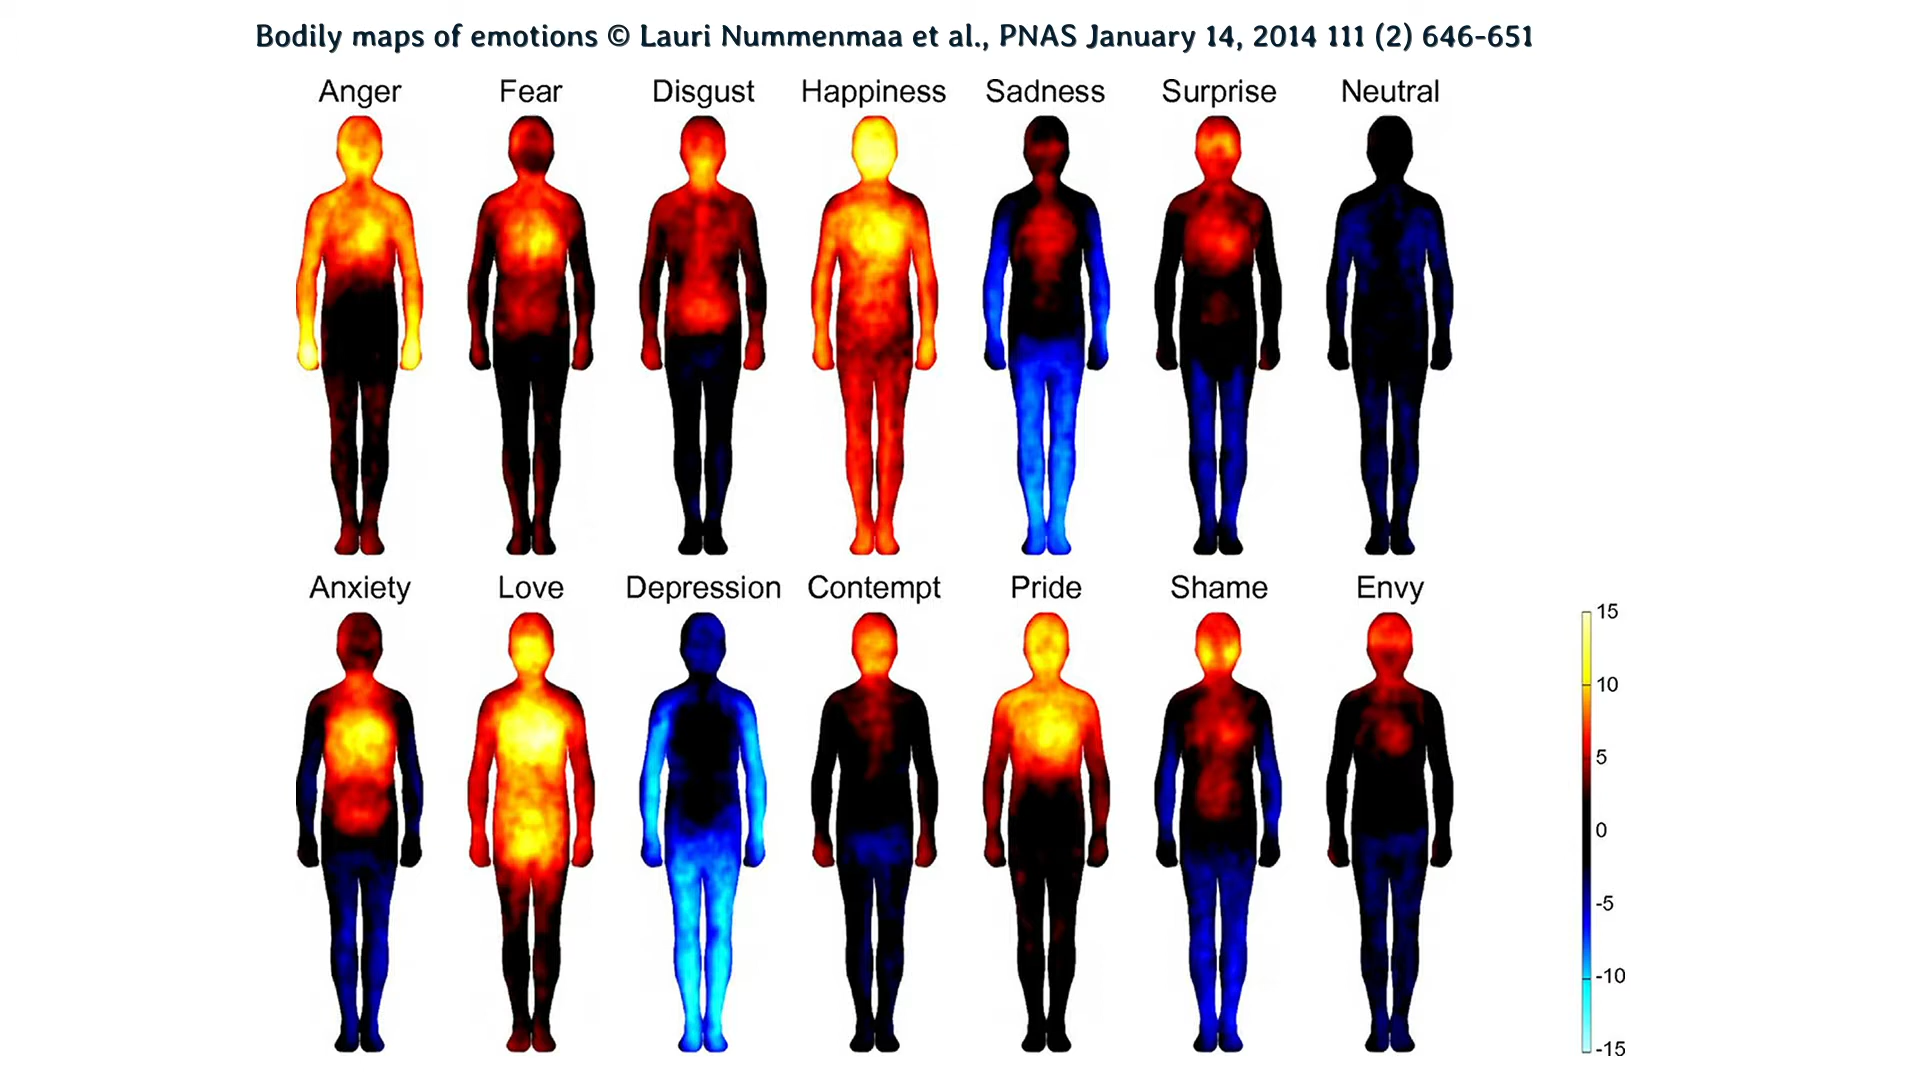 Bodily maps of emotions © Lauri Nummenmaa et al., PNAS January 14, 2014 111 (2) 646-651
Anger Fear Disgust Happiness Sadness Surprise Neutral
Anxiety Love Depression Contempt Pride Shame Envy
15
10
5
0
-5
-10
-15